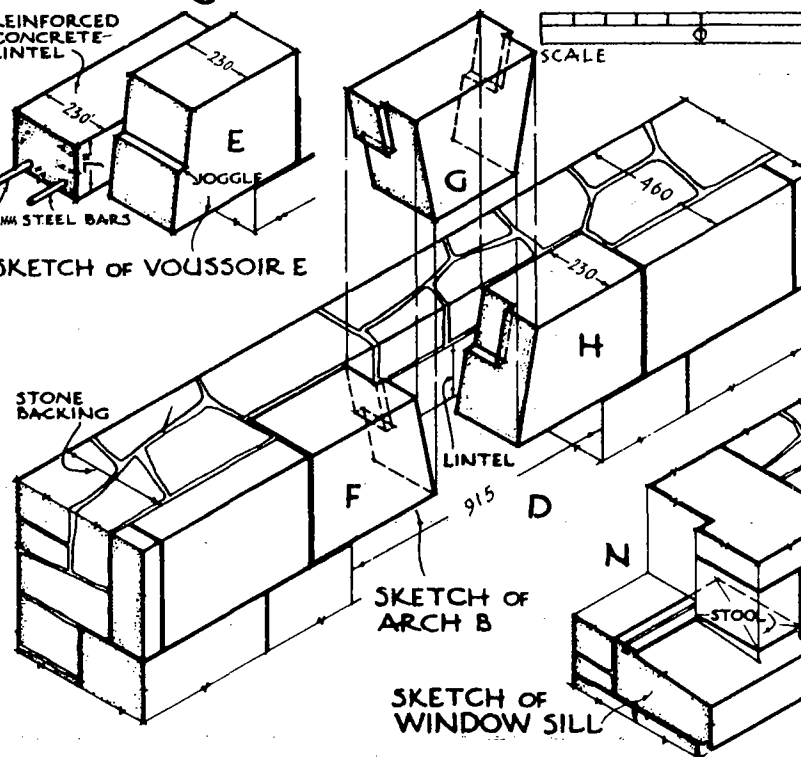 REINFORCED
CONCRETE-
LINTEL
SCALE
230
230
E
JOGGLE
STEEL BARS
SKETCH OF VOUSSOIR E
G
460
230
H
STONE
BACKING
LINTEL
F
915
D
N
SKETCH OF
ARCH B
STOOL
SKETCH OF
WINDOW SILL